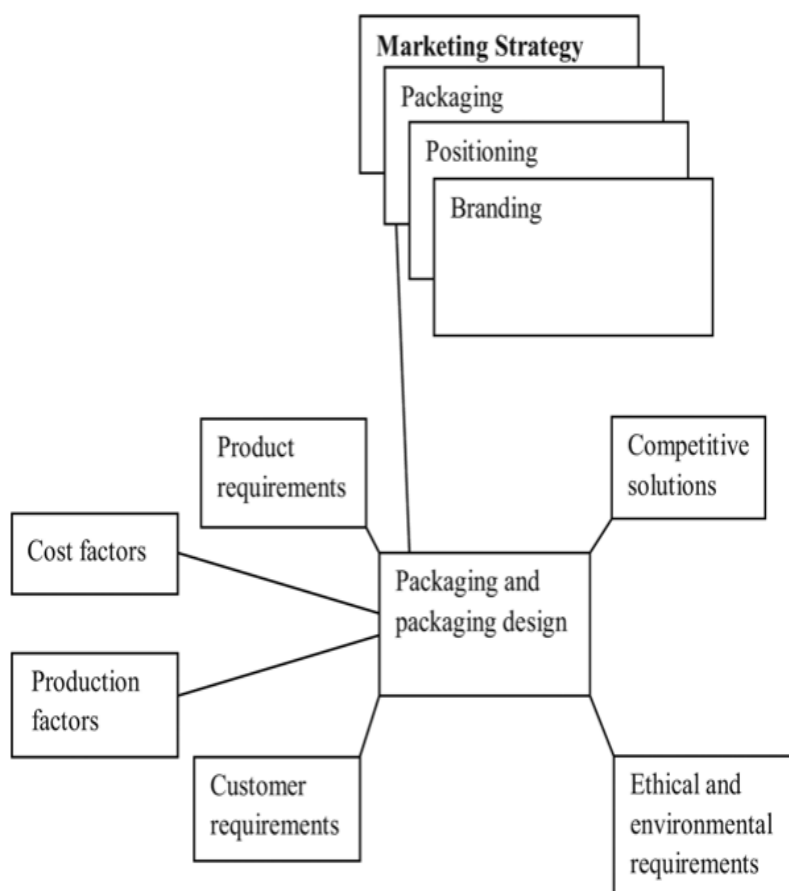 Marketing Strategy
Packaging
Positioning
Branding
Product
requirements
Competitive
solutions
Cost factors
Packaging and
packaging design
Production
factors
Customer
requirements
Ethical and
environmental
requirements